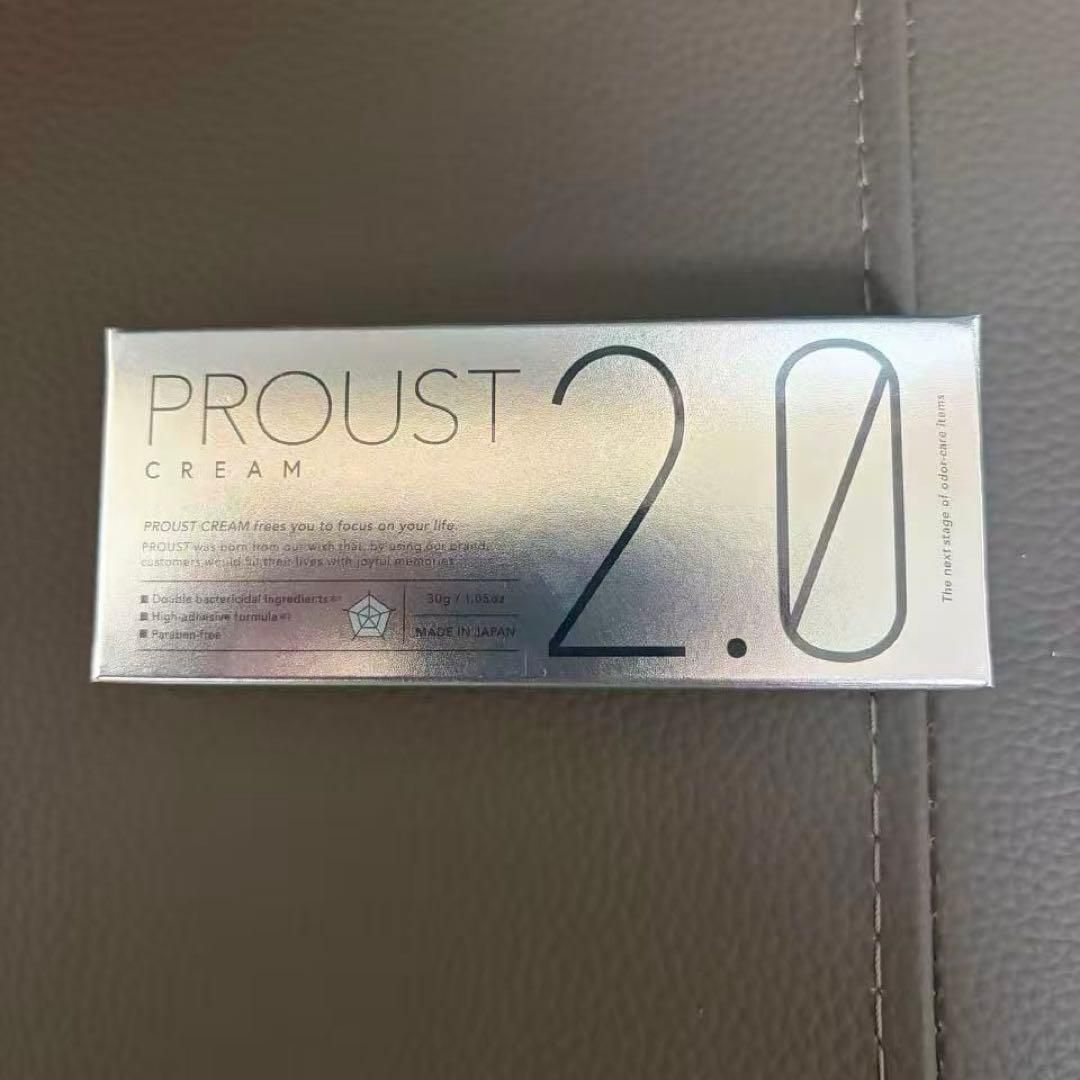 PROUST
CREAM
2.0
PROUST CREAM frees you to focus on your life.
PROUST was born from our wish that, by using our brand,
customers would fill their lives with joyful memories.
■ Double bactericidal ingredients※1
■ High-adhesive formula※2
■ Paraben-free
30g / 1.05oz
MADE IN JAPAN
The next stage of odor-care items